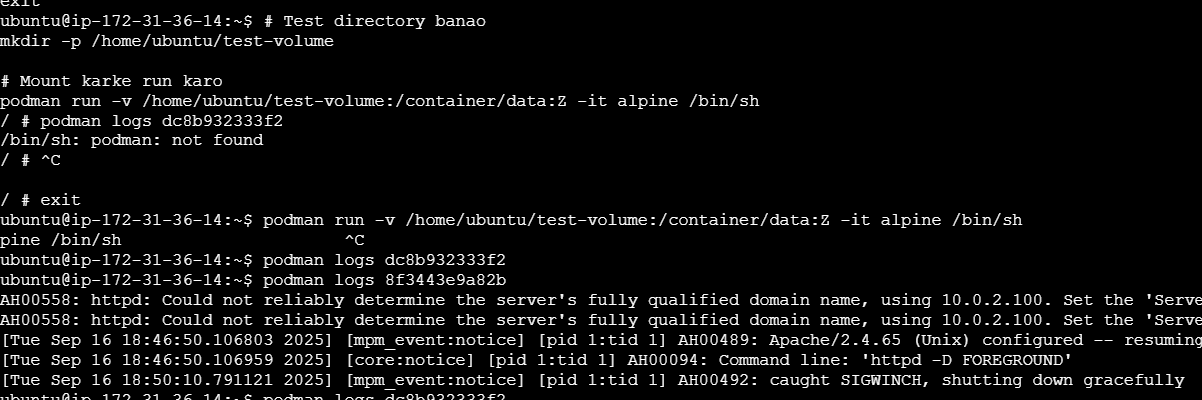 exit
ubuntu@ip-172-31-36-14:~$ # Test directory banao
mkdir -p /home/ubuntu/test-volume
# Mount karke run karo
podman run -v /home/ubuntu/test-volume:/container/data:Z -it alpine /bin/sh
/ # podman logs dc8b932333f2
/bin/sh: podman: not found
/ # ^C
/ # exit
ubuntu@ip-172-31-36-14:~$ podman run -v /home/ubuntu/test-volume:/container/data:Z -it alpine /bin/sh
pine /bin/sh                      ^C
ubuntu@ip-172-31-36-14:~$ podman logs dc8b932333f2
ubuntu@ip-172-31-36-14:~$ podman logs 8f3443e9a82b
AH00558: httpd: Could not reliably determine the server's fully qualified domain name, using 10.0.2.100. Set the 'Serve
AH00558: httpd: Could not reliably determine the server's fully qualified domain name, using 10.0.2.100. Set the 'Serve
[Tue Sep 16 18:46:50.106803 2025] [mpm_event:notice] [pid 1:tid 1] AH00489: Apache/2.4.65 (Unix) configured -- resuming
[Tue Sep 16 18:46:50.106959 2025] [core:notice] [pid 1:tid 1] AH00094: Command line: 'httpd -D FOREGROUND'
[Tue Sep 16 18:50:10.791121 2025] [mpm_event:notice] [pid 1:tid 1] AH00492: caught SIGWINCH, shutting down gracefully
ubuntu@ip-172-31-36-14:~$ podman logs dc8b932333f2